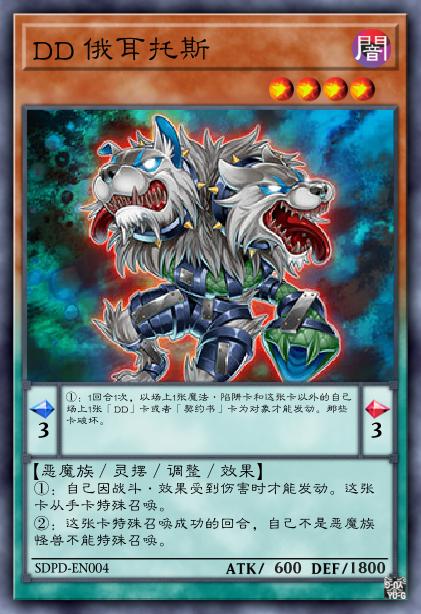 DD 俄耳托斯
闇
①：1回合1次，以场上1张魔法·陷阱卡和这张卡以外的自己
场上1张「DD」卡或者「契约书」卡为对象才能发动。那些
卡破坏。
3
3
【恶魔族／灵摆／调整／效果】
①：自己因战斗·效果受到伤害时才能发动。这张
卡从手卡特殊召唤。
②：这张卡特殊召唤成功的回合，自己不是恶魔族
怪兽不能特殊召唤。
SDPD-EN004
ATK/ 600 DEF/1800